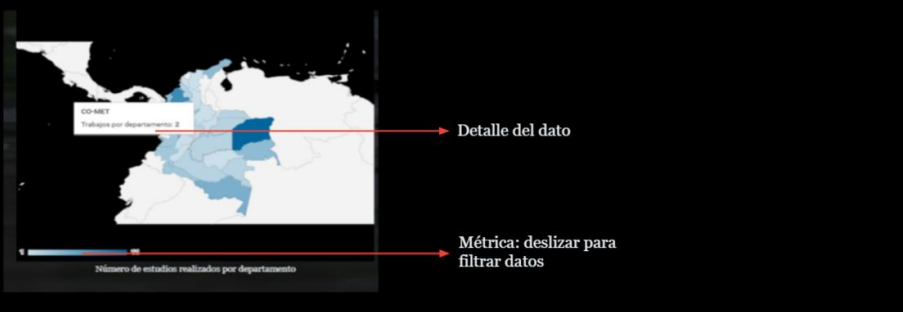 CO-MET
Trabajos por departamento: 2
Detalle del dato
Métrica: deslizar para
filtrar datos
Número de estudios realizados por departamento